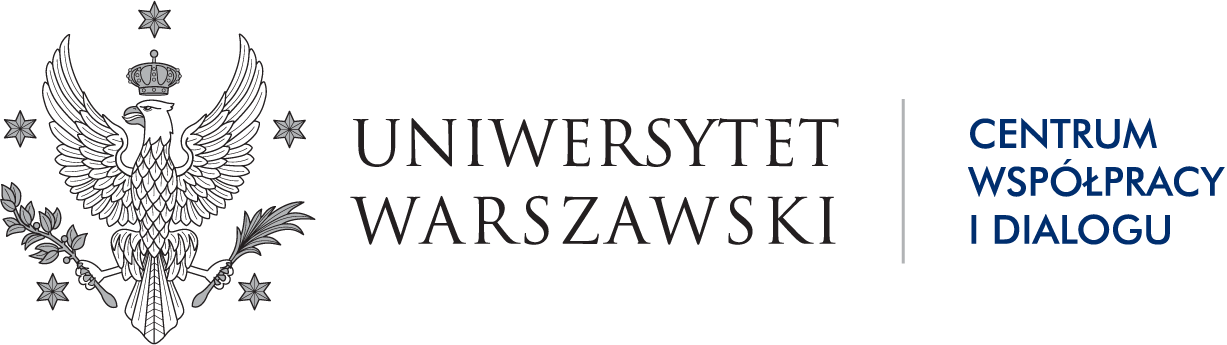 UNIWERSYTET
WARSZAWSKI
CENTRUM
WSPÓŁPRACY
I DIALOGU